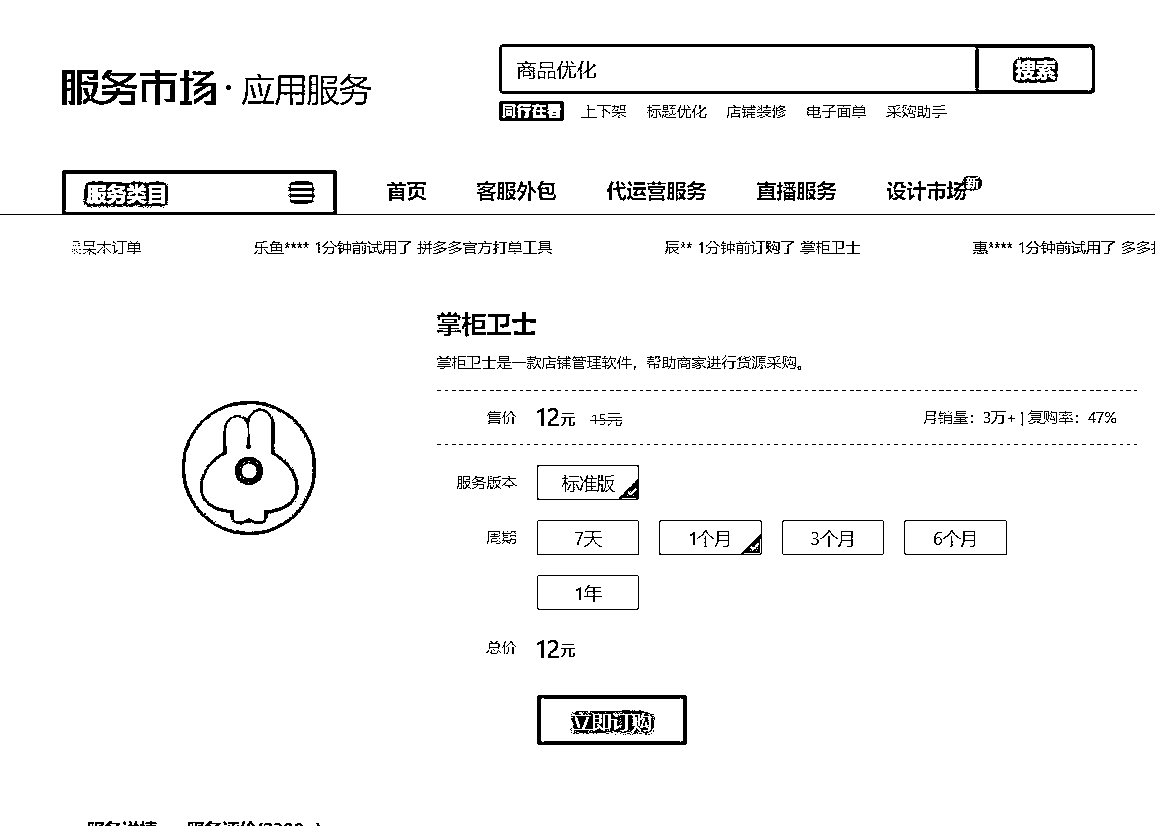 服务市场·应用服务
商品优化 搜索
同行在看 上下架 标题优化 店铺装修 电子面单 采购助手
服务类目 首页 客服外包 代运营服务 直播服务 设计市场 新
呆木订单 乐鱼**** 1分钟前试用了 拼多多官方打单工具 辰** 1分钟前订购了 掌柜卫士 惠**** 1分钟前试用了 多多
掌柜卫士
掌柜卫士是一款店铺管理软件，帮助商家进行货源采购。
售价 12元 15元 月销量：3万+ | 复购率：47%
服务版本 标准版
周期 7天 1个月 3个月 6个月
1年
总价 12元
立即订购